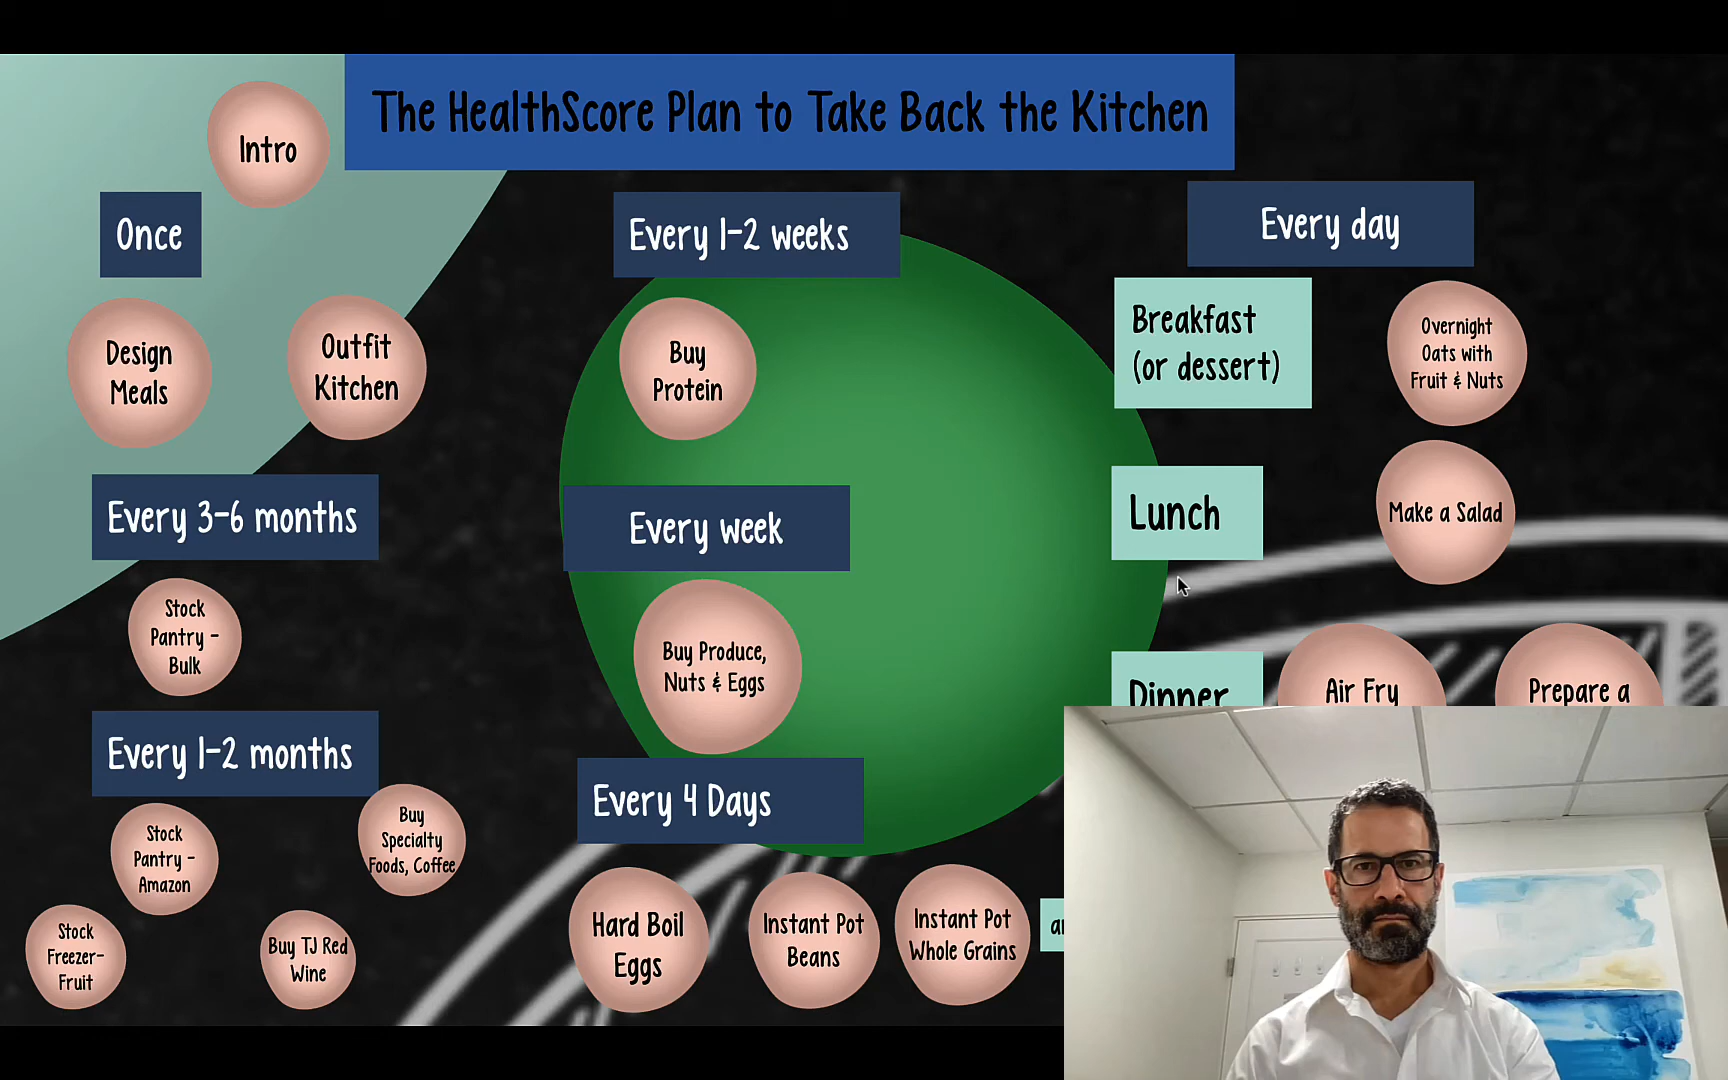 The HealthScore Plan to Take Back the Kitchen
Intro
Once
Design
Meals
Outfit
Kitchen
Every 3-6 months
Stock
Pantry -
Bulk
Every 1-2 months
Stock
Pantry -
Amazon
Buy
Specialty
Foods, Coffee
Stock
Freezer-
Fruit
Buy TJ Red
Wine
Every 1-2 weeks
Buy
Protein
Every week
Buy Produce,
Nuts & Eggs
Every 4 Days
Hard Boil
Eggs
Instant Pot
Beans
Instant Pot
Whole Grains
Every day
Breakfast
(or dessert)
Overnight
Oats with
Fruit & Nuts
Lunch
Make a Salad
Dinner
Air Fry
Prepare a